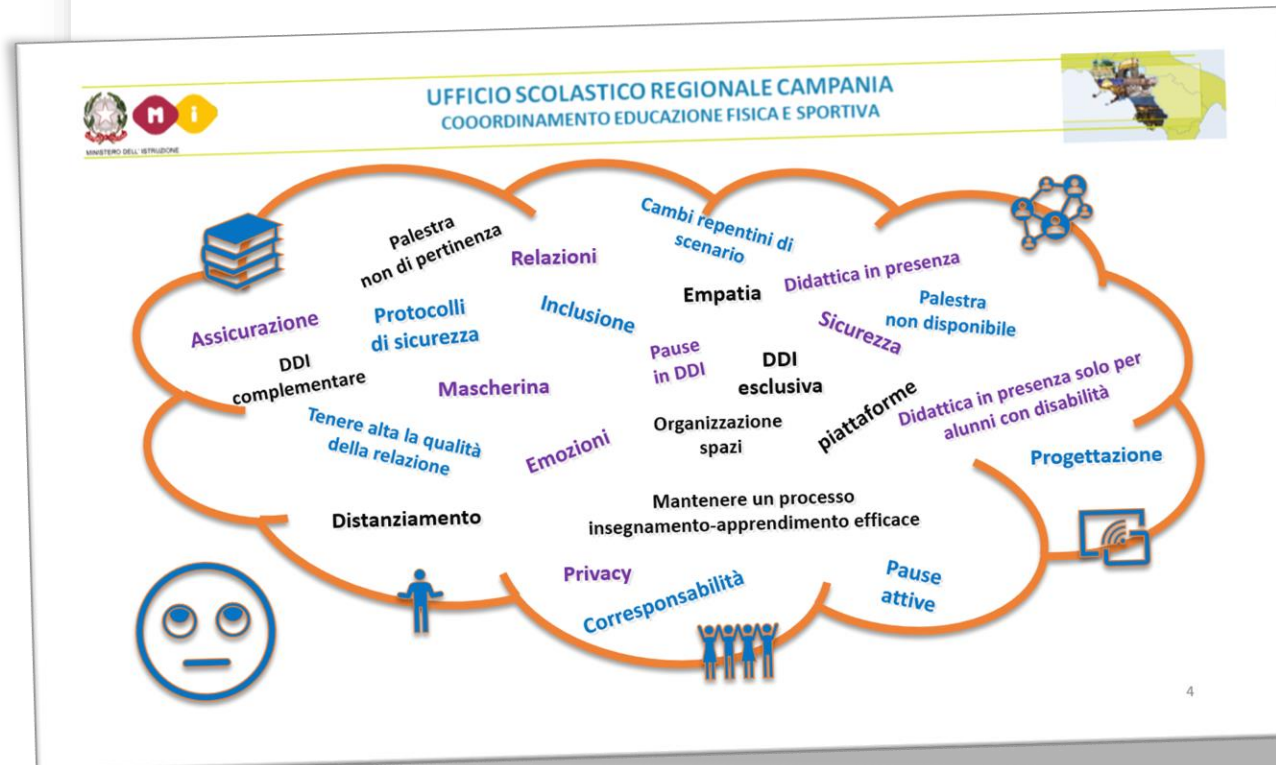 UFFICIO SCOLASTICO REGIONALE CAMPANIA
COOORDINAMENTO EDUCAZIONE FISICA E SPORTIVA
m i
MINISTERO DELL'ISTRUZIONE
Palestra
non di pertinenza
Relazioni
Cambi repentini di
scenario
Empatia
Didattica in presenza
Assicurazione
Protocolli
di sicurezza
Inclusione
Sicurezza
Palestra
non disponibile
DDI
complementare
Mascherina
Pause
in DDI
DDI
esclusiva
Tenere alta la qualità
della relazione
Emozioni
Organizzazione
spazi
piattaforme
Didattica in presenza solo per
alunni con disabilità
Progettazione
Distanziamento
Mantenere un processo
insegnamento-apprendimento efficace
Privacy
Corresponsabilità
Pause
attive
4